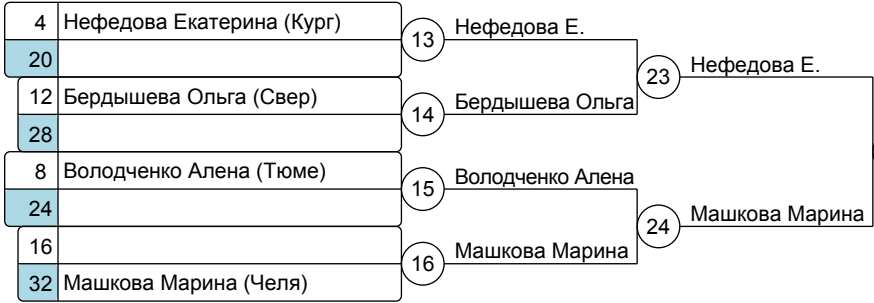 4 Нефедова Екатерина (Кург)
20
13 Нефедова Е.
12 Бердышева Ольга (Свер)
28
14 Бердышева Ольга
23 Нефедова Е.
8 Володченко Алена (Тюме)
24
15 Володченко Алена
16
32 Машкова Марина (Челя)
16 Машкова Марина
24 Машкова Марина